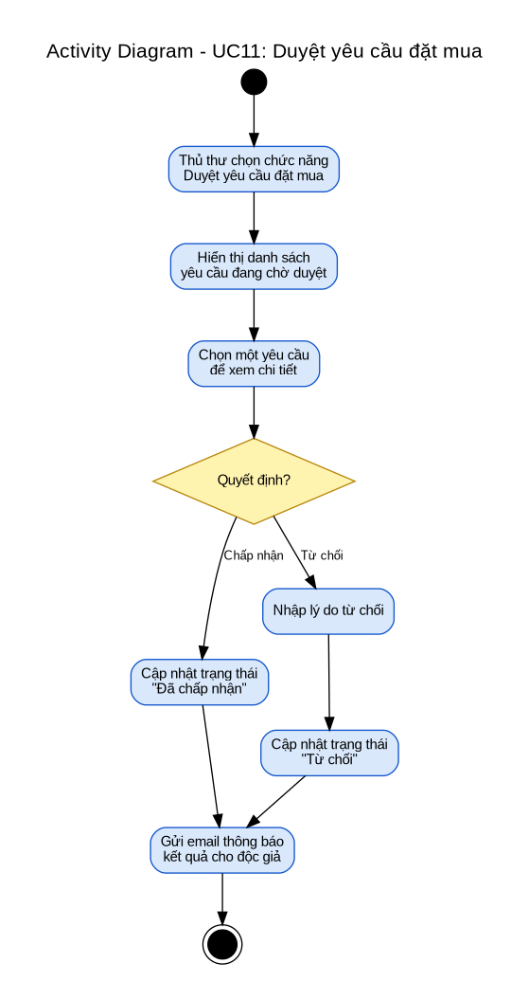 Activity Diagram - UC11: Duyệt yêu cầu đặt mua
Thủ thư chọn chức năng
Duyệt yêu cầu đặt mua
Hiển thị danh sách
yêu cầu đang chờ duyệt
Chọn một yêu cầu
để xem chi tiết
Quyết định?
Chấp nhận
Từ chối
Nhập lý do từ chối
Cập nhật trạng thái
"Đã chấp nhận"
Cập nhật trạng thái
"Từ chối"
Gửi email thông báo
kết quả cho độc giả